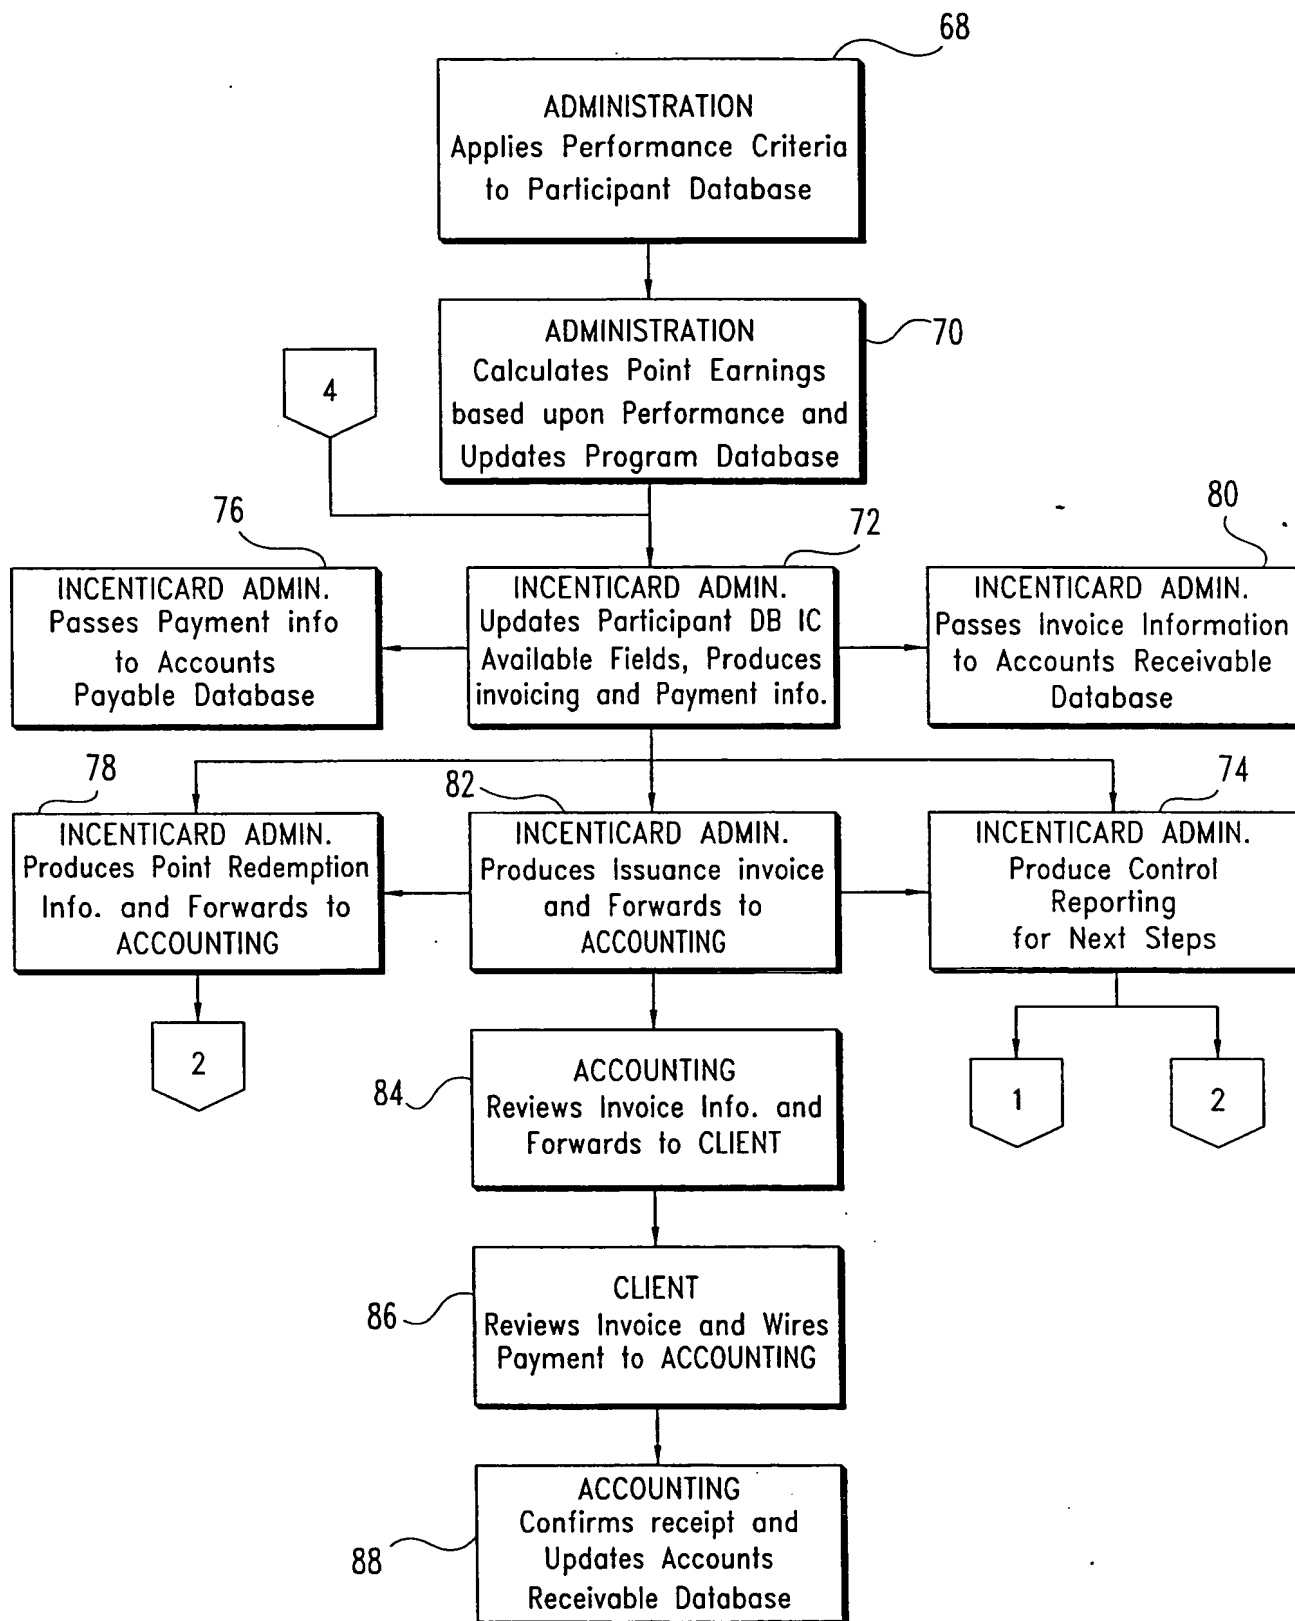 68
ADMINISTRATION
Applies Performance Criteria
to Participant Database
70
ADMINISTRATION
Calculates Point Earnings
based upon Performance and
Updates Program Database
4
76
INCENTICARD ADMIN.
Passes Payment info
to Accounts
Payable Database
72
INCENTICARD ADMIN.
Updates Participant DB IC
Available Fields, Produces
invoicing and Payment info.
80
INCENTICARD ADMIN.
Passes Invoice Information
to Accounts Receivable
Database
78
INCENTICARD ADMIN.
Produces Point Redemption
Info. and Forwards to
ACCOUNTING
82
INCENTICARD ADMIN.
Produces Issuance invoice
and Forwards to
ACCOUNTING
74
INCENTICARD ADMIN.
Produce Control
Reporting
for Next Steps
2
1
2
84
ACCOUNTING
Reviews Invoice Info. and
Forwards to CLIENT
86
CLIENT
Reviews Invoice and Wires
Payment to ACCOUNTING
88
ACCOUNTING
Confirms receipt and
Updates Accounts
Receivable Database